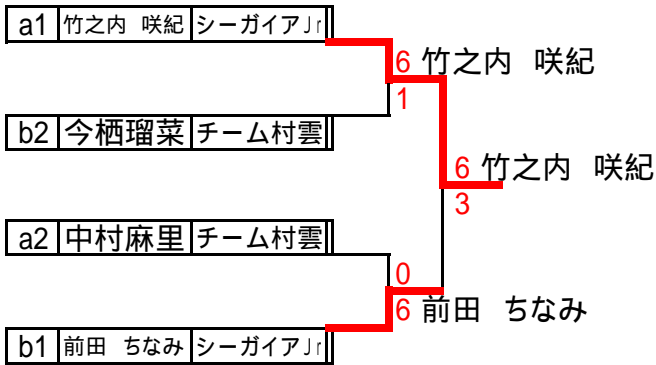 a1 竹之内 咲紀 シーガイアJr
6 竹之内 咲紀
1
b2 今栖瑠菜 チーム村雲
6 竹之内 咲紀
3
a2 中村麻里 チーム村雲
0
6 前田 ちなみ
b1 前田 ちなみ シーガイアJr